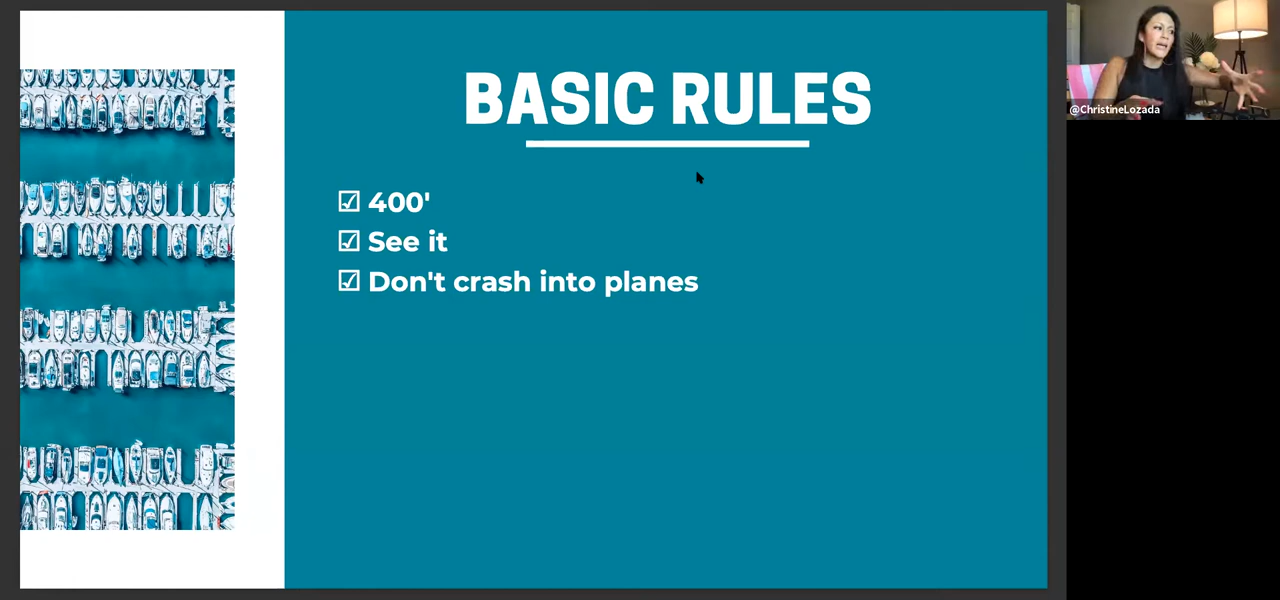 BASIC RULES
☑ 400'
☑ See it
☑ Don't crash into planes
@ChristineLozada